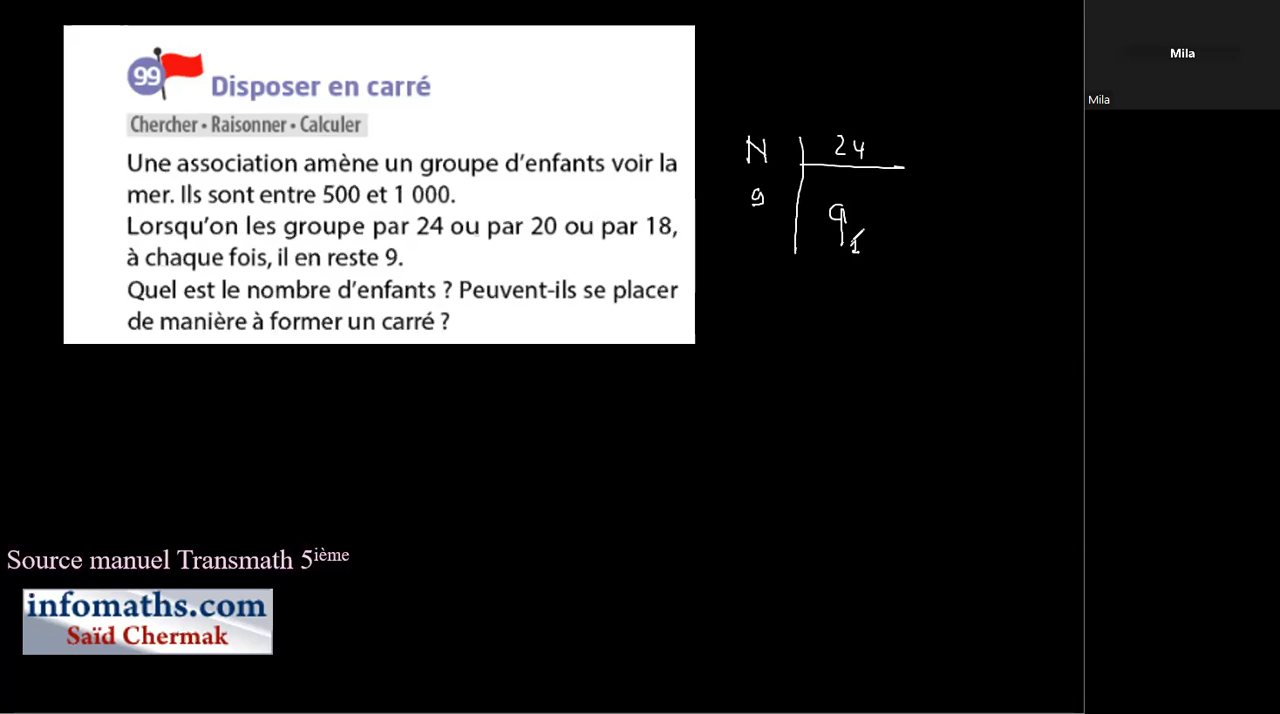 99
Disposer en carré
Chercher • Raisonner • Calculer
Une association amène un groupe d'enfants voir la
mer. Ils sont entre 500 et 1 000.
Lorsqu'on les groupe par 24 ou par 20 ou par 18,
à chaque fois, il en reste 9.
Quel est le nombre d'enfants ? Peuvent-ils se placer
de manière à former un carré ?
N 24
9 q1
Source manuel Transmath 5ième
infomaths.com
Saïd Chermak
Mila
Mila